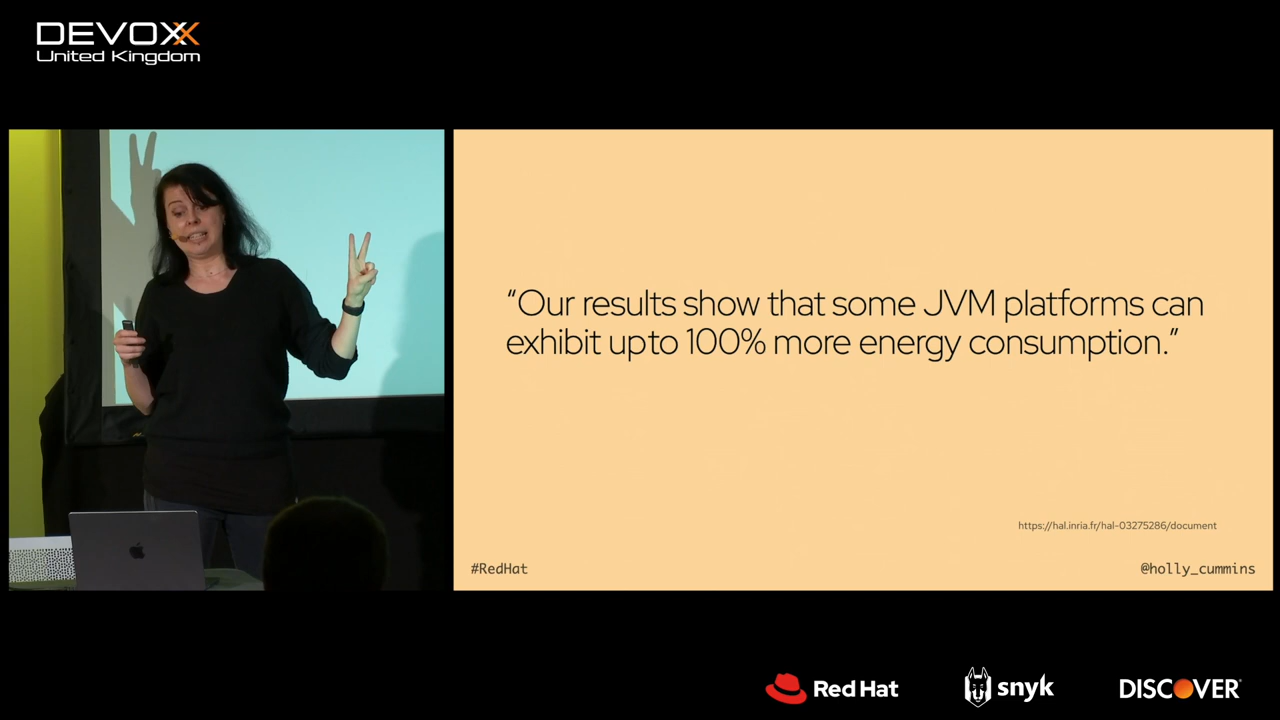 DEVOXX
United Kingdom
“Our results show that some JVM platforms can
exhibit upto 100% more energy consumption.”
https://hal.inria.fr/hal-03275286/document
#RedHat
@holly_cummins
Red Hat
snyk
DISCOVER